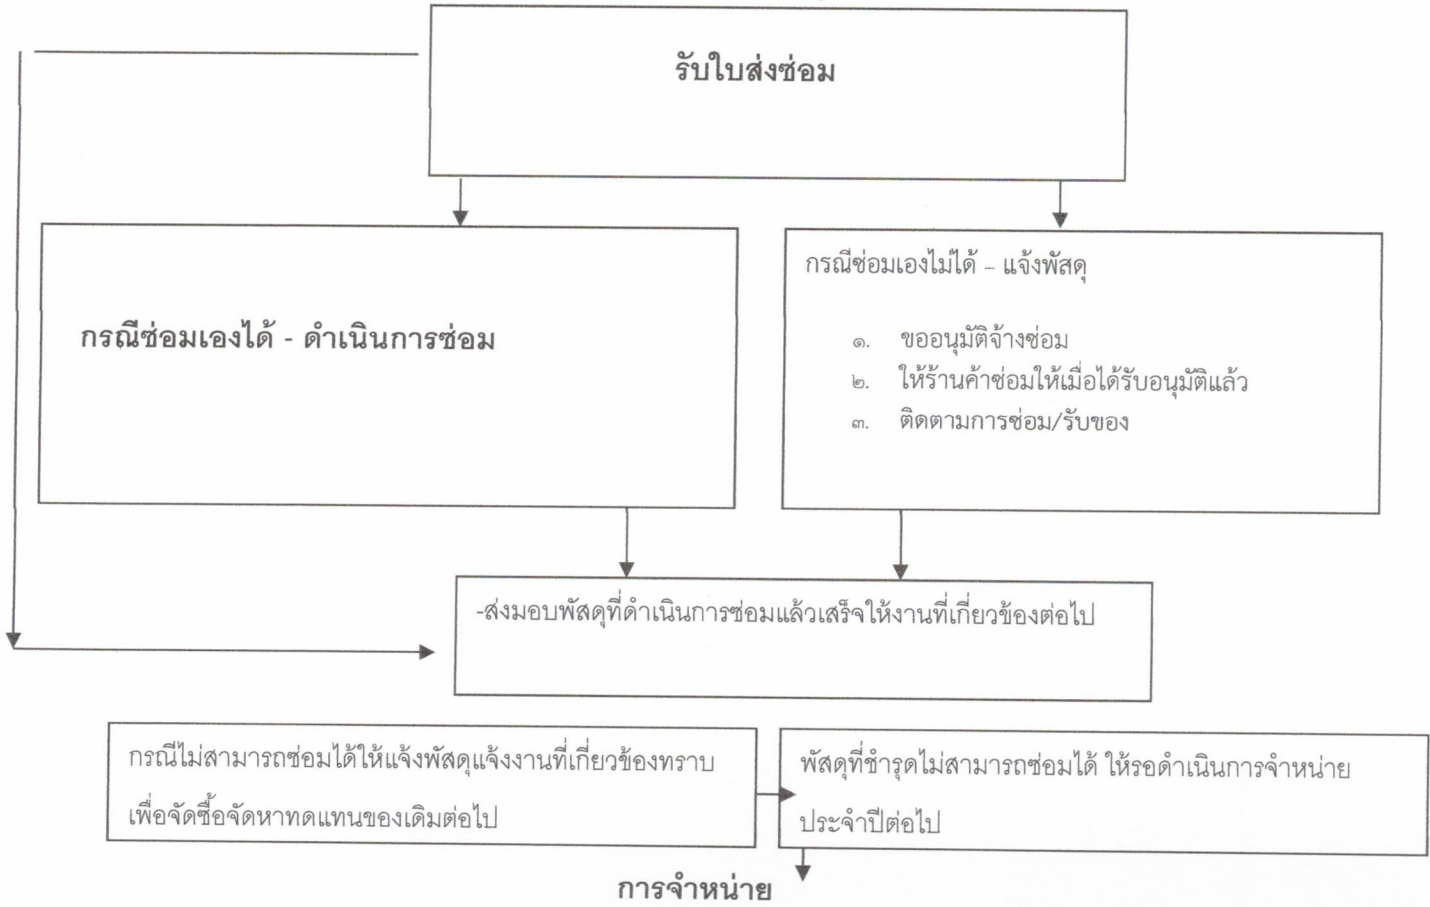 รับใบส่งซ่อม
กรณีซ่อมเองได้ - ดำเนินการซ่อม
กรณีซ่อมเองไม่ได้ - แจ้งพัสดุ
๑. ขออนุมัติจ้างซ่อม
๒. ให้ร้านค้าซ่อมให้เมื่อได้รับอนุมัติแล้ว
๓. ติดตามการซ่อม/รับของ
-ส่งมอบพัสดุที่ดำเนินการซ่อมแล้วเสร็จให้งานที่เกี่ยวข้องต่อไป
กรณีไม่สามารถซ่อมได้ให้แจ้งพัสดุแจ้งงานที่เกี่ยวข้องทราบ
เพื่อจัดซื้อจัดหาทดแทนของเดิมต่อไป
พัสดุที่ชำรุดไม่สามารถซ่อมได้ ให้รอดำเนินการจำหน่าย
ประจำปีต่อไป
การจำหน่าย